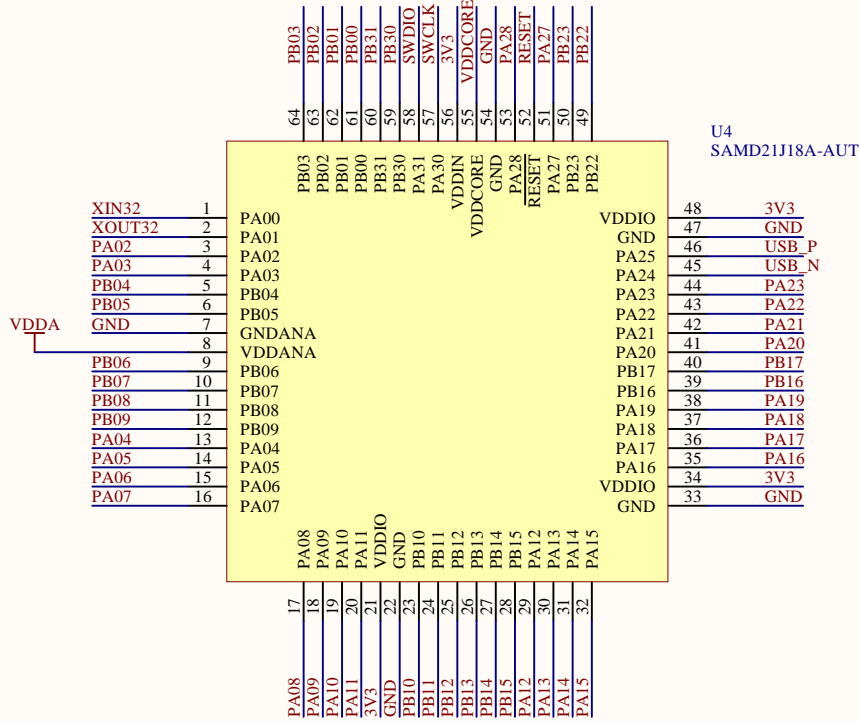 PB03 PB02 PB01 PB00 PB31 PB30 SWDIO SWCLK 3V3 VDDCORE GND PA28 RESET PA27 PB23 PB22
64 63 62 61 60 59 58 57 56 55 54 53 52 51 50 49
U4
SAMD21J18A-AUT
PB03 PB02 PB01 PB00 PB31 PB30 PA31 PA30 VDDIN VDDCORE GND PA28 RESET PA27 PB23 PB22
XIN32 1 PA00 VDDIO 48 3V3
XOUT32 2 PA01 GND 47 GND
PA02 3 PA02 PA25 46 USB_P
PA03 4 PA03 PA24 45 USB_N
PB04 5 PB04 PA23 44 PA23
PB05 6 PB05 PA22 43 PA22
VDDA GND 7 GNDANA PA21 42 PA21
8 VDDANA PA20 41 PA20
PB06 9 PB06 PB17 40 PB17
PB07 10 PB07 PB16 39 PB16
PB08 11 PB08 PA19 38 PA19
PB09 12 PB09 PA18 37 PA18
PA04 13 PA04 PA17 36 PA17
PA05 14 PA05 PA16 35 PA16
PA06 15 PA06 VDDIO 34 3V3
PA07 16 PA07 GND 33 GND
PA08 PA09 PA10 PA11 VDDIO GND PB10 PB11 PB12 PB13 PB14 PB15 PA12 PA13 PA14 PA15
17 18 19 20 21 22 23 24 25 26 27 28 29 30 31 32
PA08 PA09 PA10 PA11 3V3 GND PB10 PB11 PB12 PB13 PB14 PB15 PA12 PA13 PA14 PA15